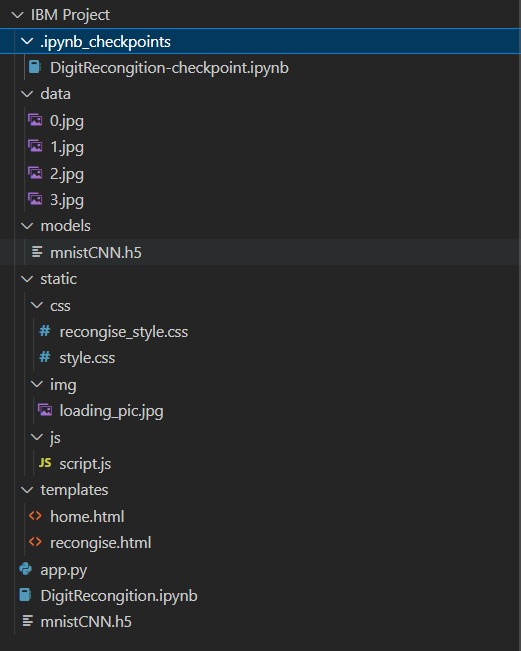 IBM Project
.ipynb_checkpoints
DigitRecongition-checkpoint.ipynb
data
0.jpg
1.jpg
2.jpg
3.jpg
models
mnistCNN.h5
static
css
# recongise_style.css
# style.css
img
loading_pic.jpg
js
JS script.js
templates
<> home.html
<> recongise.html
app.py
DigitRecongition.ipynb
mnistCNN.h5